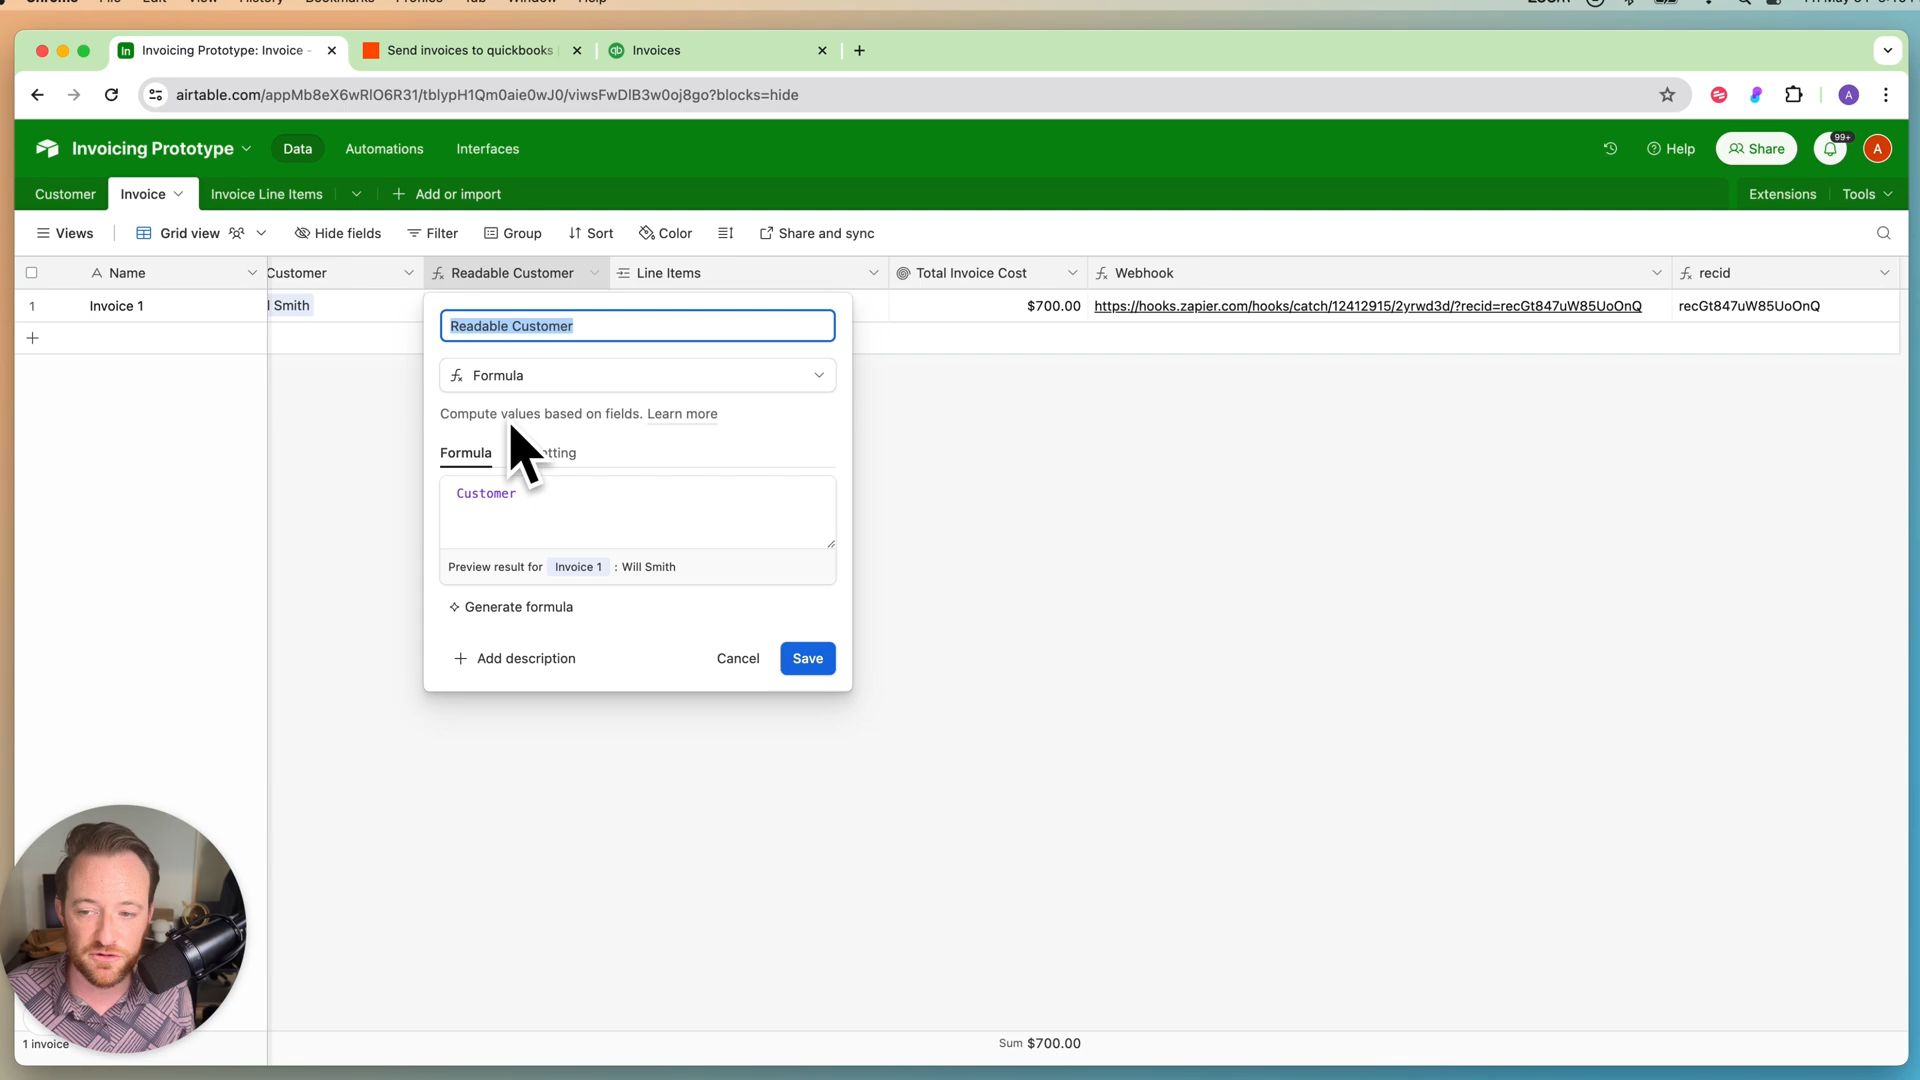 Invoicing Prototype: Invoice -
Send invoices to quickbooks
Invoices
airtable.com/appMb8eX6wRlO6R31/tblypH1Qm0aie0wJ0/viwsFwDlB3w0oj8go?blocks=hide
A
Invoicing Prototype
Data
Automations
Interfaces
Help
Share
99+
A
Customer
Invoice
Invoice Line Items
Add or import
Extensions
Tools
Views
Grid view
Hide fields
Filter
Group
Sort
Color
Share and sync
Name
Customer
Readable Customer
Line Items
Total Invoice Cost
Webhook
recid
1
Invoice 1
l Smith
$700.00
https://hooks.zapier.com/hooks/catch/12412915/2yrwd3d/?recid=recGt847uW85UoOnQ
recGt847uW85UoOnQ
Readable Customer
Formula
Compute values based on fields. Learn more
Formula
tting
Customer
Preview result for Invoice 1 : Will Smith
Generate formula
Add description
Cancel
Save
1 invoice
Sum $700.00